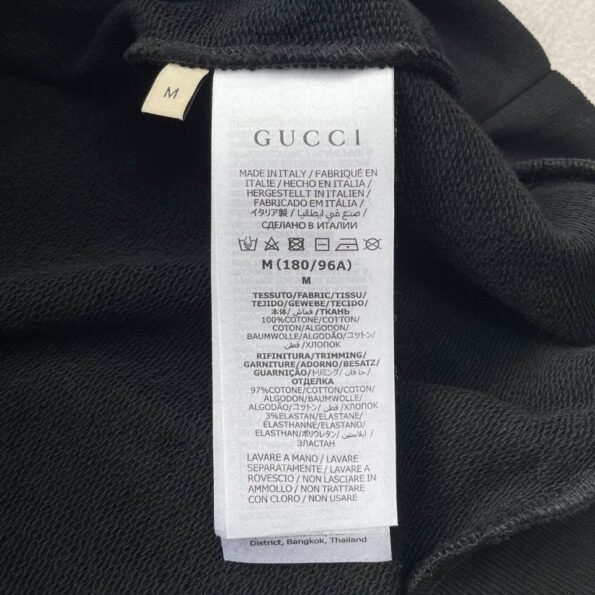 M
GUCCI
MADE IN ITALY / FABRIQUÉ EN
ITALIE / HECHO EN ITALIA /
HERGESTELLT IN ITALIEN /
FABRICADO EM ITÁLIA /
イタリア製 / صنع في ايطاليا /
СДЕЛАНО В ИТАЛИИ
M (180/96A)
M
TESSUTO/FABRIC/TISSU/
TEJIDO/GEWEBE/TECIDO/
本体/ قماش /ТКАНЬ
100%COTONE/COTTON/
COTON/ALGODON/
BAUMWOLLE/ALGODÃO/コットン/
قطن /ХЛОПОК
RIFINITURA/TRIMMING/
GARNITURE/ADORNO/BESATZ/
GUARNIÇÃO/トリミング/ حافان /
ОТДЕЛКА
97%COTONE/COTTON/COTON/
ALGODON/BAUMWOLLE/
ALGODÃO/コットン/ قطن /ХЛОПОК
3%ELASTAN/ELASTANE/
ÉLASTHANNE/ELASTANO/
ELASTHAN/ポリウレタン/ ايلاستين /
ЭЛАСТАН
LAVARE A MANO / LAVARE
SEPARATAMENTE / LAVARE A
ROVESCIO / NON LASCIARE IN
AMMOLLO / NON TRATTARE
CON CLORO / NON USARE
District, Bangkok, Thailand